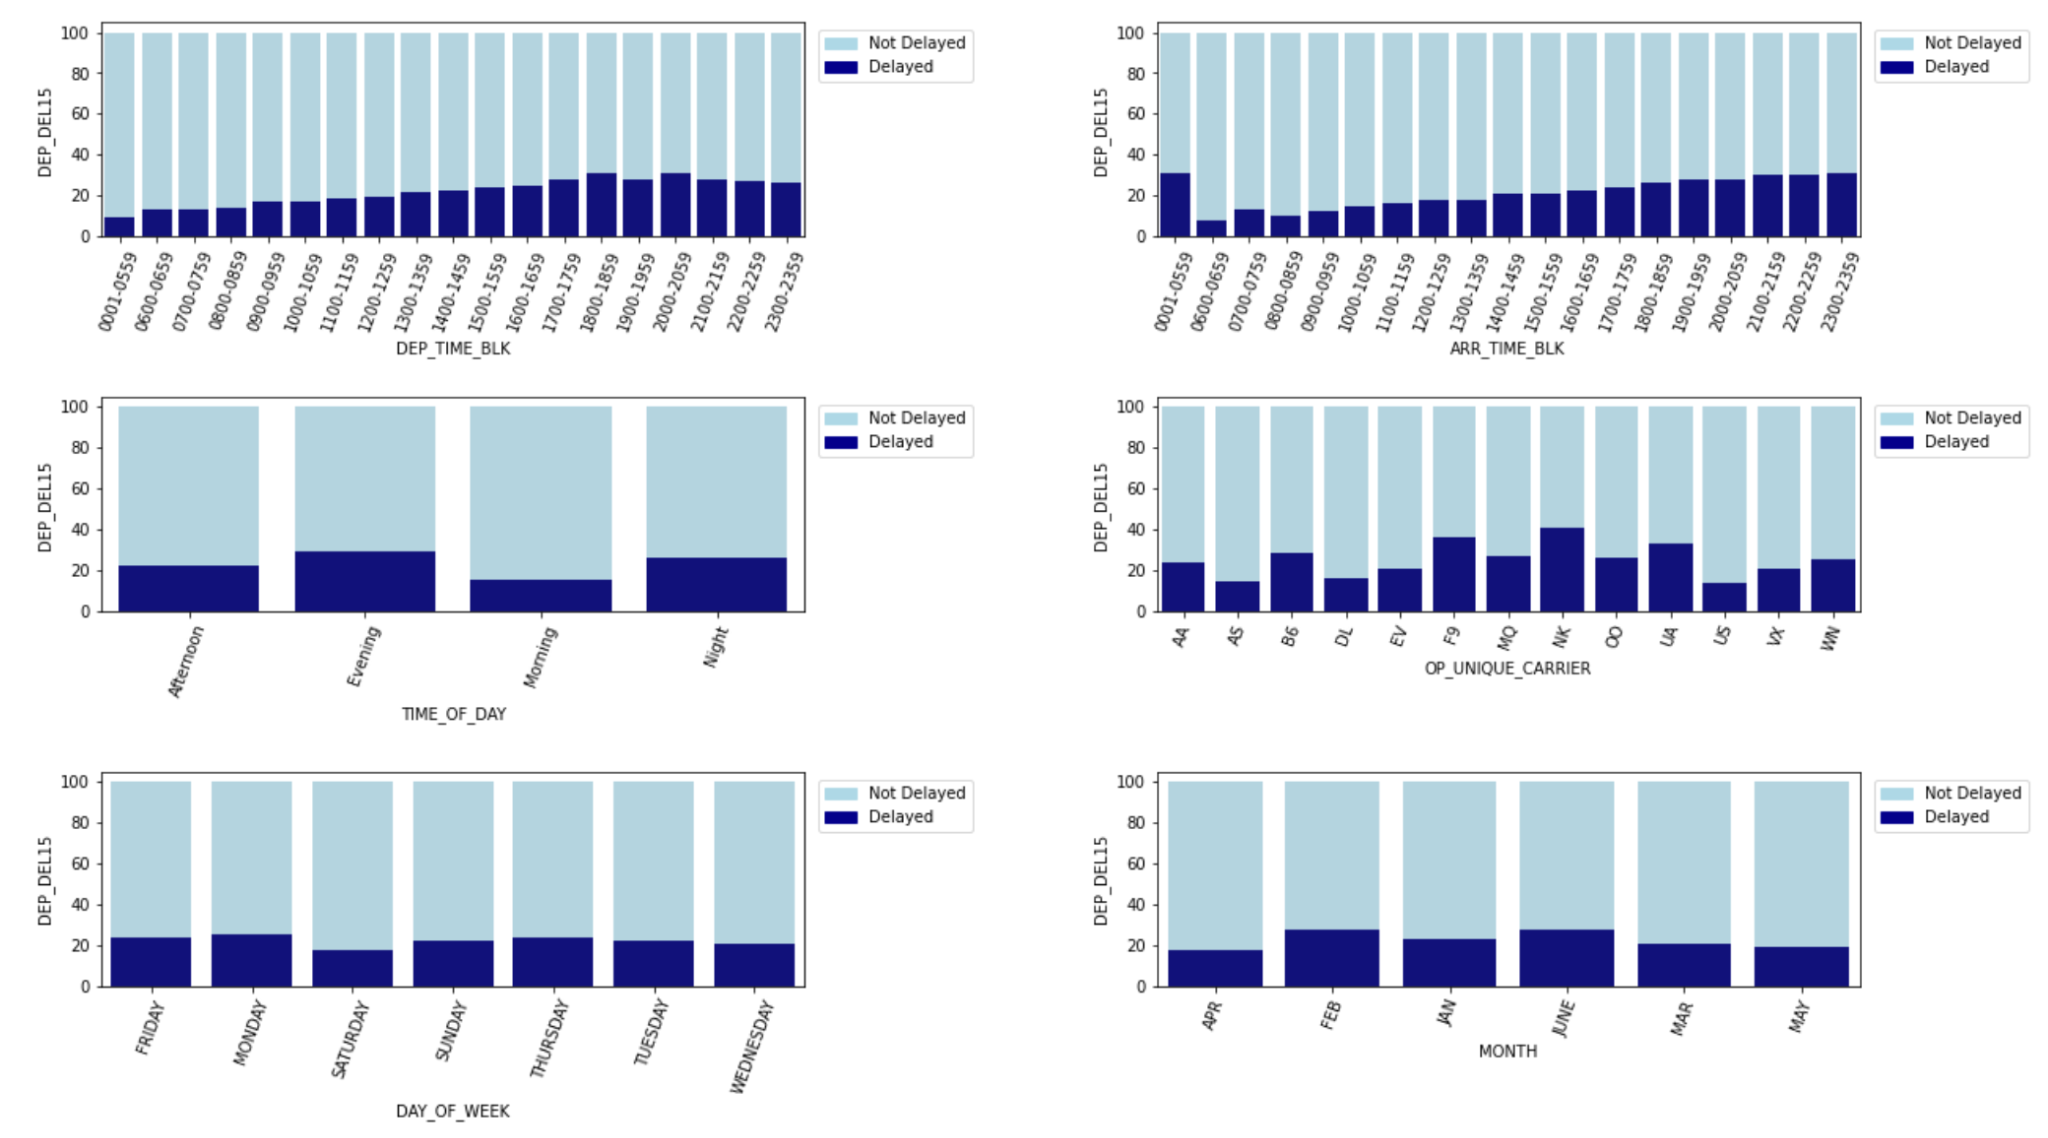 100
80
60
40
20
0
DEP_DEL15
0001-0559
0600-0659
0700-0759
0800-0859
0900-0959
1000-1059
1100-1159
1200-1259
1300-1359
1400-1459
1500-1559
1600-1659
1700-1759
1800-1859
1900-1959
2000-2059
2100-2159
2200-2259
2300-2359
DEP_TIME_BLK
Not Delayed
Delayed
100
80
60
40
20
0
DEP_DEL15
0001-0559
0600-0659
0700-0759
0800-0859
0900-0959
1000-1059
1100-1159
1200-1259
1300-1359
1400-1459
1500-1559
1600-1659
1700-1759
1800-1859
1900-1959
2000-2059
2100-2159
2200-2259
2300-2359
ARR_TIME_BLK
Not Delayed
Delayed
100
80
60
40
20
0
DEP_DEL15
Afternoon
Evening
Morning
Night
TIME_OF_DAY
Not Delayed
Delayed
100
80
60
40
20
0
DEP_DEL15
AA
AS
B6
DL
EV
F9
MQ
NK
OO
UA
US
VX
WN
OP_UNIQUE_CARRIER
Not Delayed
Delayed
100
80
60
40
20
0
DEP_DEL15
FRIDAY
MONDAY
SATURDAY
SUNDAY
THURSDAY
TUESDAY
WEDNESDAY
DAY_OF_WEEK
Not Delayed
Delayed
100
80
60
40
20
0
DEP_DEL15
APR
FEB
JAN
JUNE
MAR
MAY
MONTH
Not Delayed
Delayed